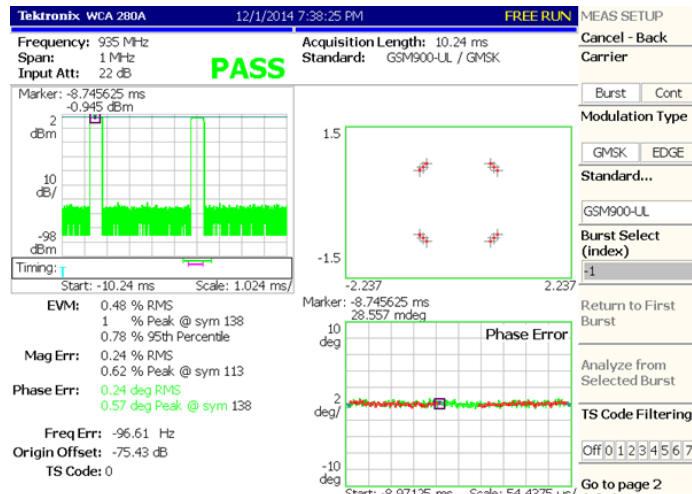 Tektronix WCA 280A 12/1/2014 7:38:25 PM FREE RUN
Frequency: 935 MHz
Span: 1 MHz
Input Att: 22 dB
PASS
Acquisition Length: 10.24 ms
Standard: GSM900-UL / GMSK
Marker: -8.745625 ms
-0.945 dBm
2
dBm
10
dB/
-98
dBm
Timing:
Start: -10.24 ms Scale: 1.024 ms/
1.5
-1.5
-2.237 2.237
EVM: 0.48 % RMS
1 % Peak @ sym 138
0.78 % 95th Percentile
Mag Err: 0.24 % RMS
0.62 % Peak @ sym 113
Phase Err: 0.24 deg RMS
0.57 deg Peak @ sym 138
Freq Err: -96.61 Hz
Origin Offset: -75.43 dB
TS Code: 0
Marker: -8.745625 ms
28.557 mdeg
10
deg
Phase Error
2
deg/
-10
deg
Start: -8.97125 ms Scale: 54.4375 µs/
MEAS SETUP
Cancel - Back
Carrier
Burst Cont
Modulation Type
GMSK EDGE
Standard...
GSM900-UL
Burst Select
(index)
-1
Return to First
Burst
Analyze from
Selected Burst
TS Code Filtering
Off 0 1 2 3 4 5 6 7
Go to page 2